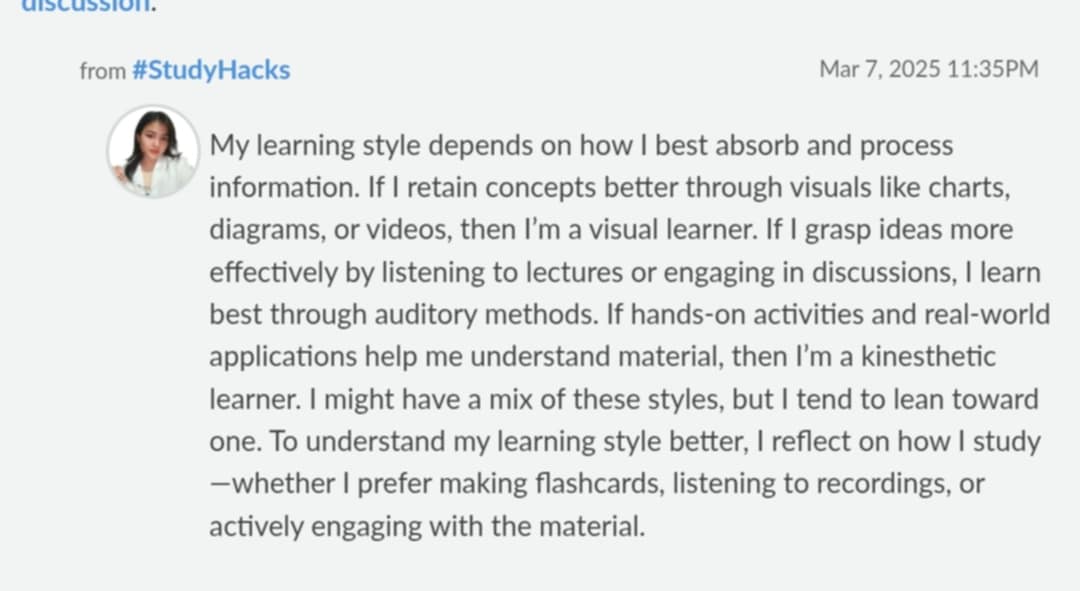 discussion.
from #StudyHacks
Mar 7, 2025 11:35PM
My learning style depends on how I best absorb and process
information. If I retain concepts better through visuals like charts,
diagrams, or videos, then I’m a visual learner. If I grasp ideas more
effectively by listening to lectures or engaging in discussions, I learn
best through auditory methods. If hands-on activities and real-world
applications help me understand material, then I’m a kinesthetic
learner. I might have a mix of these styles, but I tend to lean toward
one. To understand my learning style better, I reflect on how I study
—whether I prefer making flashcards, listening to recordings, or
actively engaging with the material.